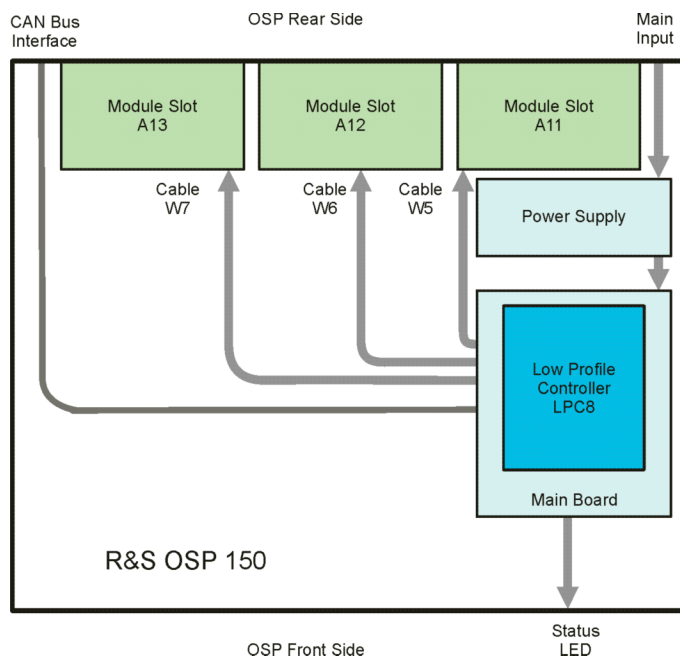 CAN Bus
Interface
OSP Rear Side
Main
Input
Module Slot
A13
Module Slot
A12
Module Slot
A11
Cable
W7
Cable
W6
Cable
W5
Power Supply
Low Profile
Controller
LPC8
Main Board
R&S OSP 150
OSP Front Side
Status
LED